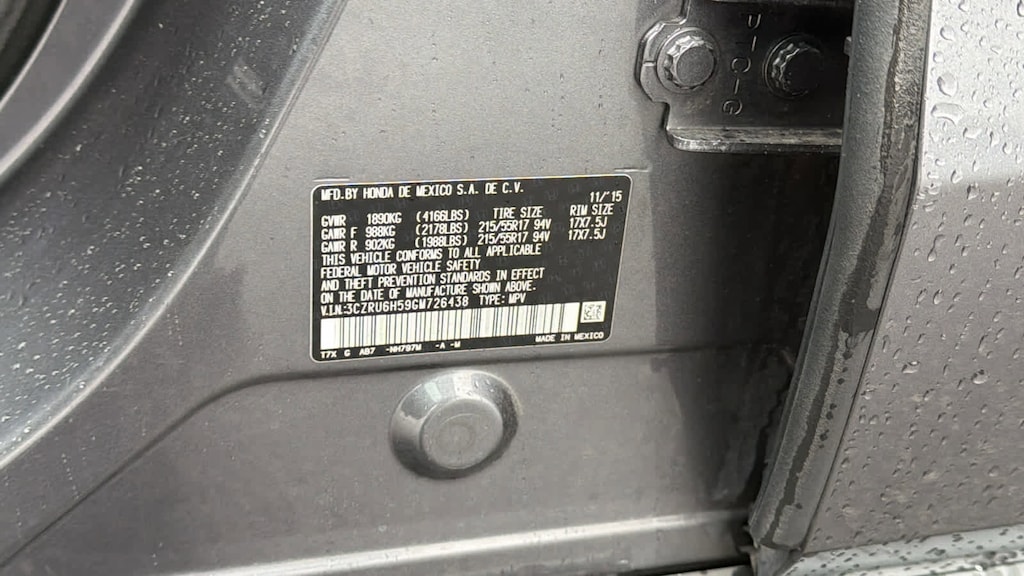 PIO-G
MFD.BY HONDA DE MEXICO S.A. DE C.V. 11/'15
GVWR 1890KG (4166LBS) TIRE SIZE RIM SIZE
GAWR F 988KG (2178LBS) 215/55R17 94V 17X7.5J
GAWR R 902KG (1988LBS) 215/55R17 94V 17X7.5J
THIS VEHICLE CONFORMS TO ALL APPLICABLE
FEDERAL MOTOR VEHICLE SAFETY
AND THEFT PREVENTION STANDARDS IN EFFECT
ON THE DATE OF MANUFACTURE SHOWN ABOVE.
V.I.N:3CZRU6H59GM726438 TYPE: MPV
T7X G AB7 -NH797M -A -M MADE IN MEXICO